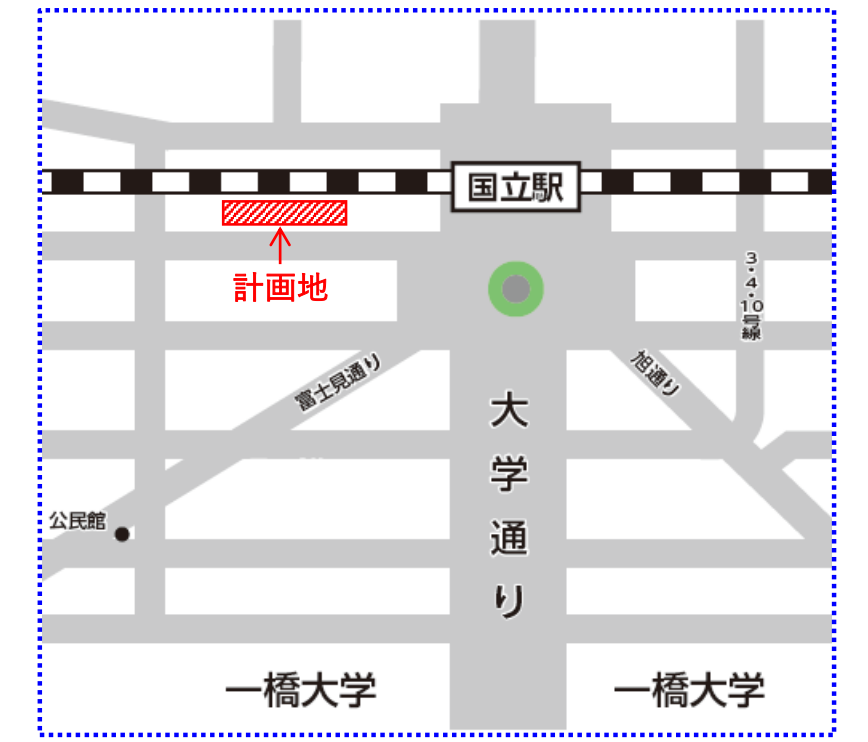 国立駅
計画地
3・4・10号線
富士見通り
旭通り
大学通り
公民館
一橋大学
一橋大学